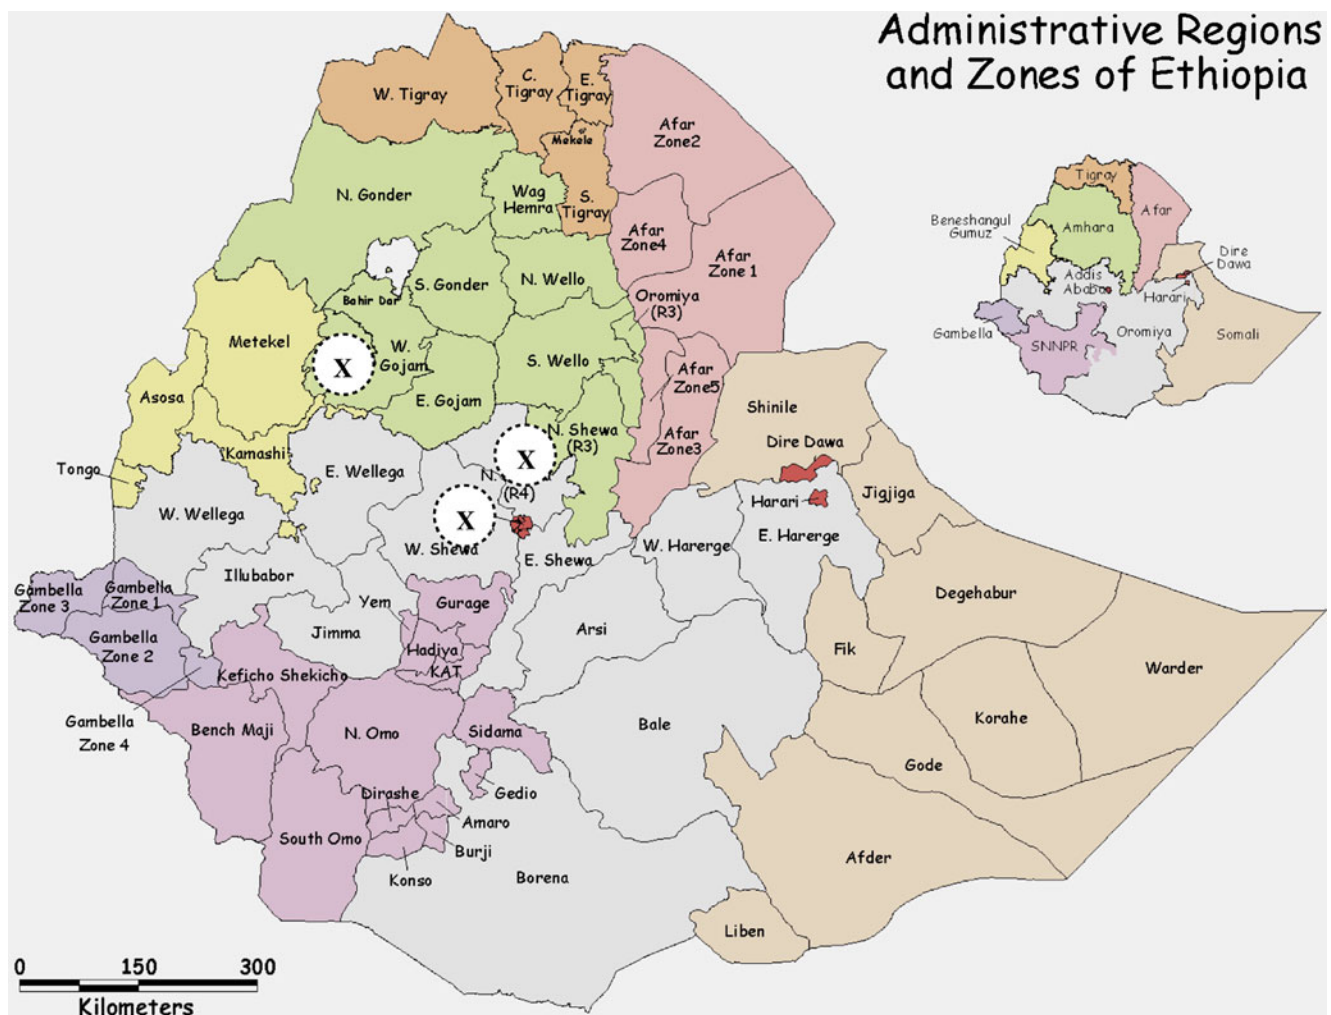 Administrative Regions
and Zones of Ethiopia
W. Tigray
C.
Tigray
E.
Tigray
Mekele
S.
Tigray
Afar
Zone2
N. Gonder
Wag
Hemra
Afar
Zone4
Afar
Zone 1
S. Gonder
N. Wello
Bahir Dar
Oromiya
(R3)
Metekel
X
W.
Gojam
S. Wello
Afar
Zone5
Asosa
E. Gojam
N. Shewa
(R3)
Afar
Zone3
Shinile
Dire Dawa
Tongo
Kamashi
E. Wellega
X
N.
(R4)
Harari
Jigjiga
W. Wellega
X
W. Shewa
E. Shewa
W. Harerge
E. Harerge
Gambella
Zone 3
Gambella
Zone 1
Illubabor
Yem
Gurage
Degehabur
Gambella
Zone 2
Jimma
Hadiya
KAT
Arsi
Fik
Warder
Keficho Shekicho
Gambella
Zone 4
Bench Maji
N. Omo
Sidama
Bale
Korahe
Gode
Dirashe
Gedio
Amaro
Burji
South Omo
Konso
Borena
Afder
Liben
0 150 300
Kilometers
Tigray
Afar
Beneshangul
Gumuz
Amhara
Dire
Dawa
Addis
Ababa
Harari
Gambella
SNNPR
Oromiya
Somali